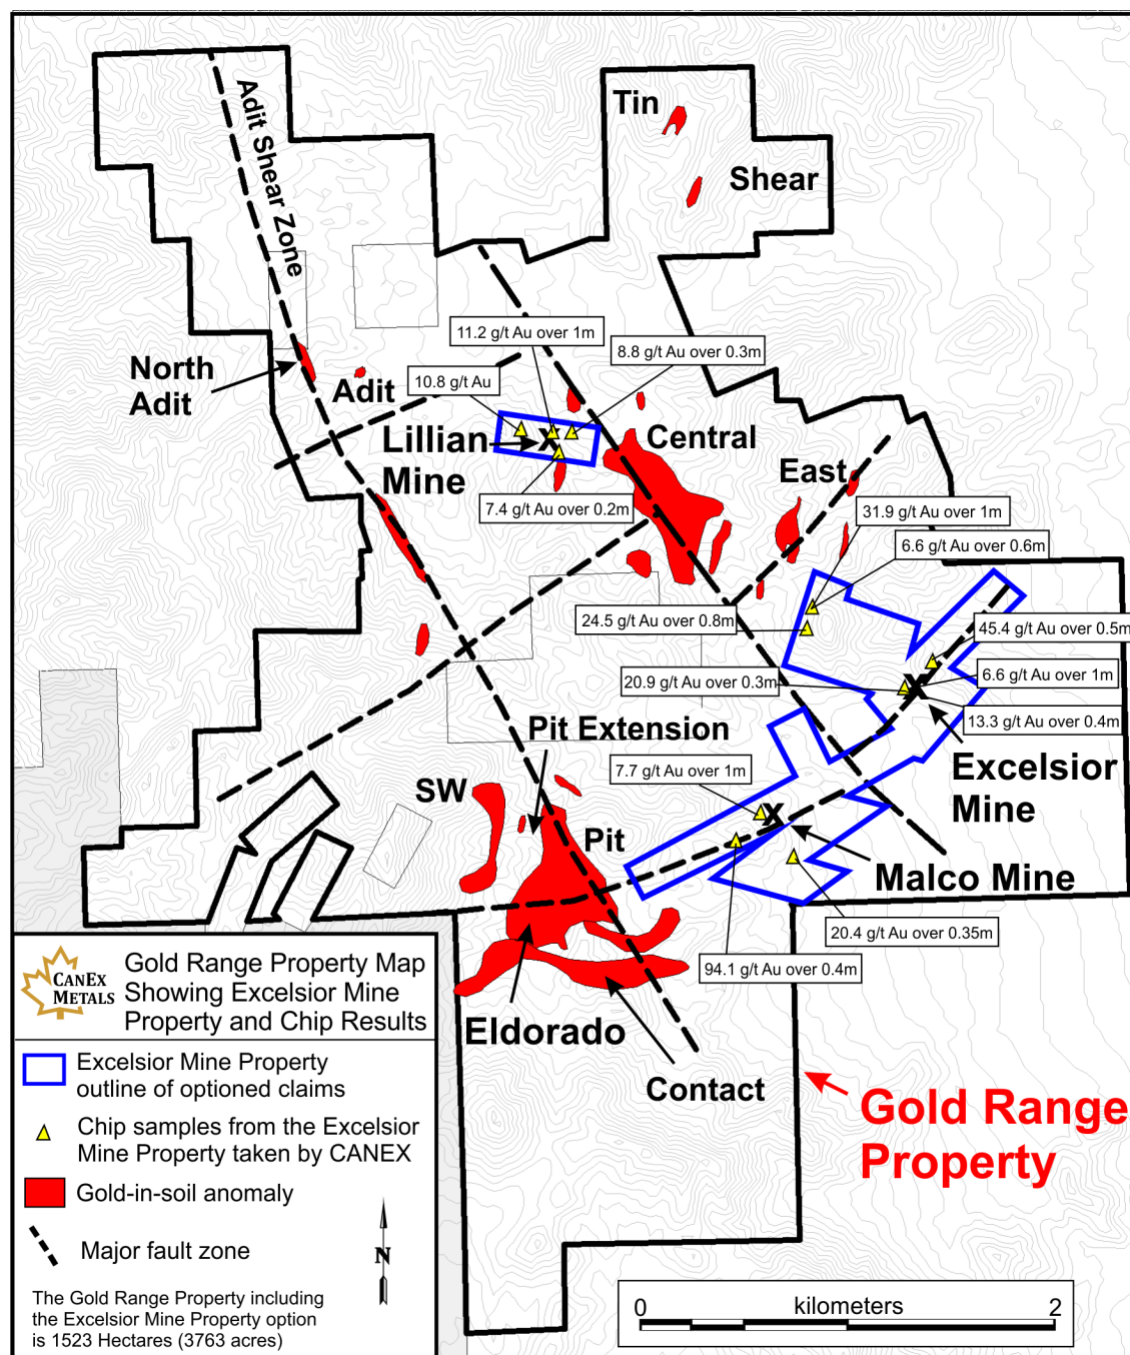 Tin
Shear
Adit Shear Zone
11.2 g/t Au over 1m
8.8 g/t Au over 0.3m
North
Adit
Adit
10.8 g/t Au
Lillian
Mine
X
Central
East
7.4 g/t Au over 0.2m
31.9 g/t Au over 1m
6.6 g/t Au over 0.6m
24.5 g/t Au over 0.8m
45.4 g/t Au over 0.5m
20.9 g/t Au over 0.3m
X
6.6 g/t Au over 1m
13.3 g/t Au over 0.4m
Pit Extension
Excelsior
Mine
7.7 g/t Au over 1m
SW
Pit
X
Malco Mine
20.4 g/t Au over 0.35m
94.1 g/t Au over 0.4m
Eldorado
Contact
Gold Range
Property
CANEX
METALS
Gold Range Property Map
Showing Excelsior Mine
Property and Chip Results
Excelsior Mine Property
outline of optioned claims
Chip samples from the Excelsior
Mine Property taken by CANEX
Gold-in-soil anomaly
Major fault zone
N
The Gold Range Property including
the Excelsior Mine Property option
is 1523 Hectares (3763 acres)
0 kilometers 2